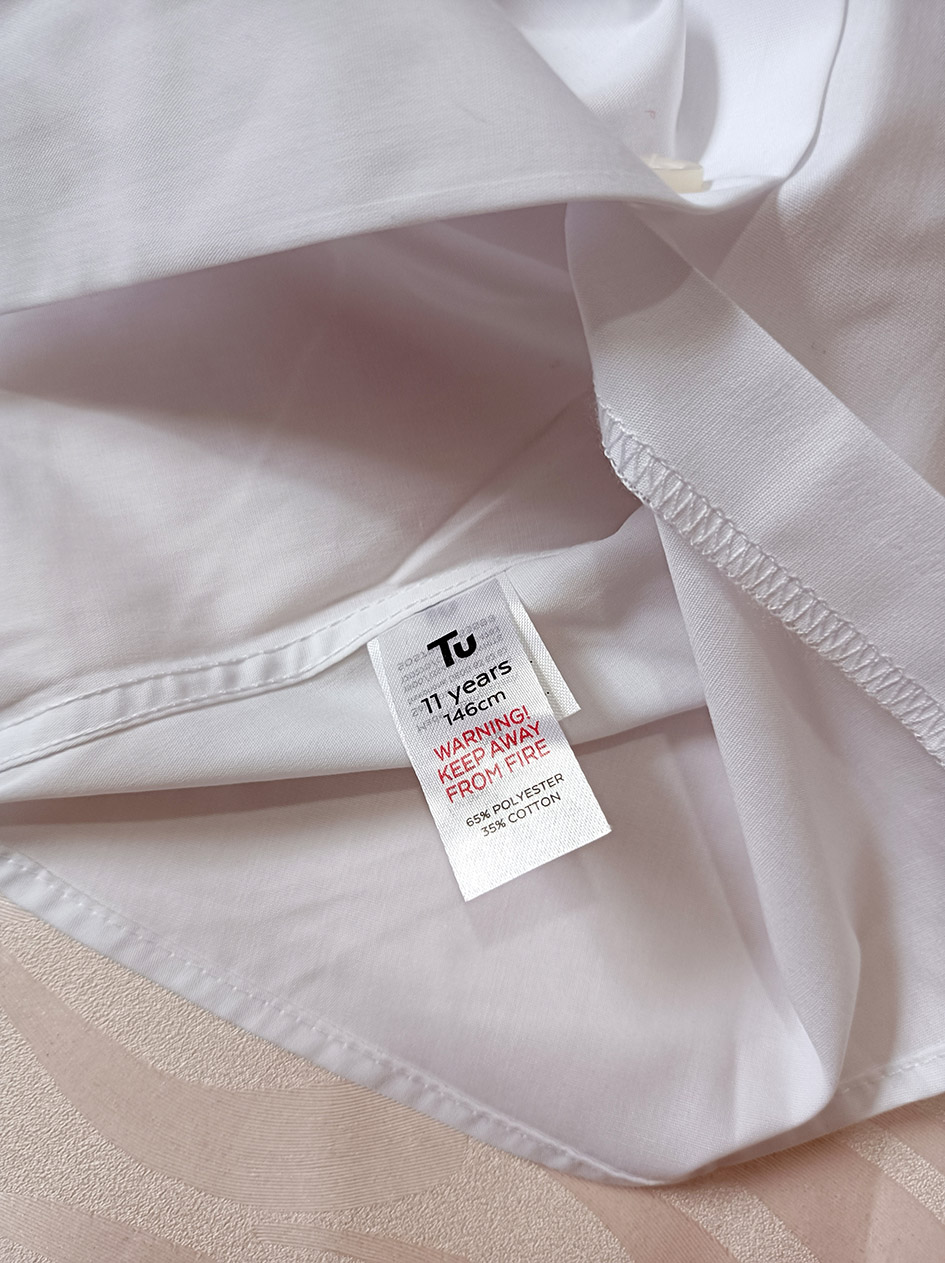 Tu
11 years
146cm
WARNING!
KEEP AWAY
FROM FIRE
65% POLYESTER
35% COTTON